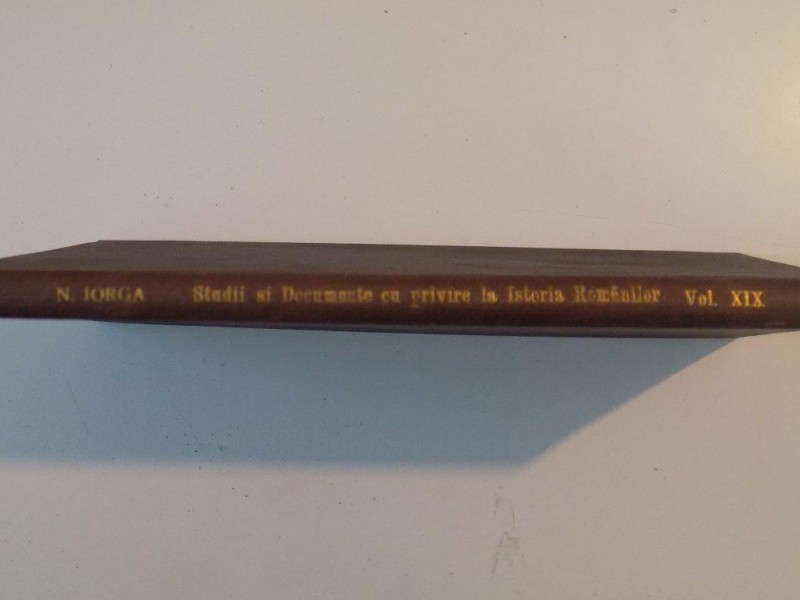 N. IORGA Studii si Documente cu privire la Istoria Românilor Vol. XIX